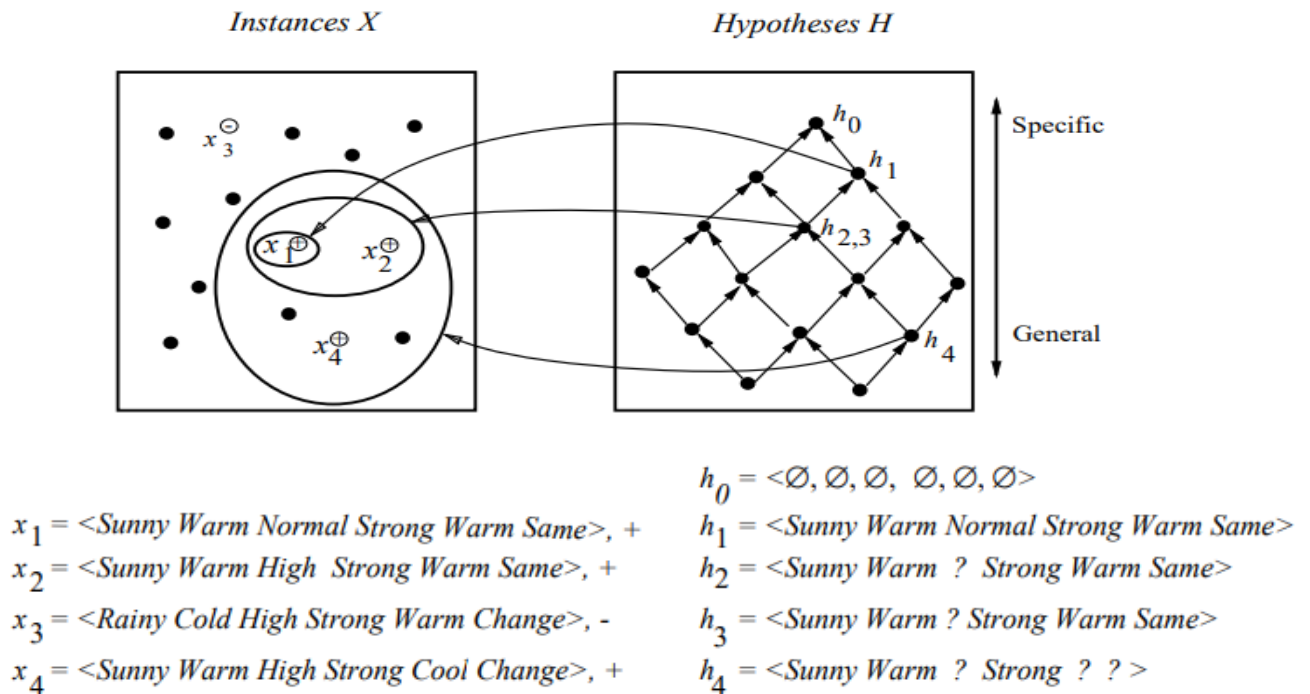 Instances X
Hypotheses H
x3 ⊖
x1 ⊕
x2 ⊕
x4 ⊕
h0
h1
h2,3
h4
Specific
General
h0 = <∅, ∅, ∅, ∅, ∅, ∅>
x1 = <Sunny Warm Normal Strong Warm Same>, +
h1 = <Sunny Warm Normal Strong Warm Same>
x2 = <Sunny Warm High Strong Warm Same>, +
h2 = <Sunny Warm ? Strong Warm Same>
x3 = <Rainy Cold High Strong Warm Change>, -
h3 = <Sunny Warm ? Strong Warm Same>
x4 = <Sunny Warm High Strong Cool Change>, +
h4 = <Sunny Warm ? Strong ? ? >